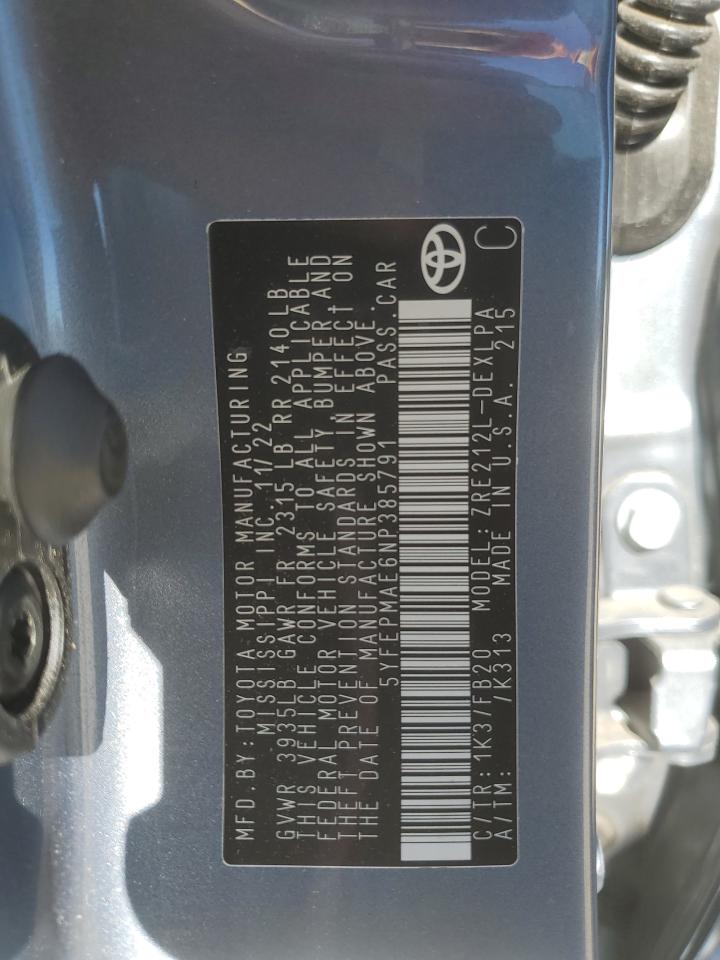 MFD.BY:TOYOTA MOTOR MANUFACTURING
MISSISSIPPI INC. 11/22
GVWR 3935LB GAWR FR 2315 LB RR 2140 LB
THIS VEHICLE CONFORMS TO ALL APPLICABLE
FEDERAL MOTOR VEHICLE SAFETY, BUMPER, AND
THEFT PREVENTION STANDARDS IN EFFECT ON
THE DATE OF MANUFACTURE SHOWN ABOVE.
5YFEPMAE6NP385791 PASS.CAR
C/TR: 1K3/FB20 MODEL: ZRE212L-DEXLPA
A/TM: /K313 MADE IN U.S.A. 215
C